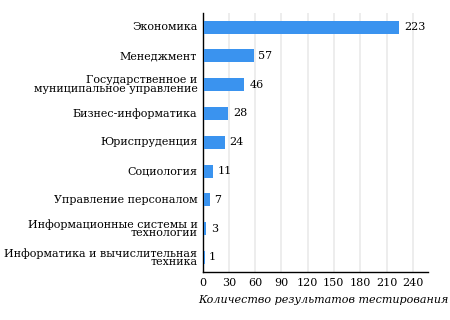 Экономика 223
Менеджмент 57
Государственное и
муниципальное управление 46
Бизнес-информатика 28
Юриспруденция 24
Социология 11
Управление персоналом 7
Информационные системы и
технологии 3
Информатика и вычислительная
техника 1
0 30 60 90 120 150 180 210 240
Количество результатов тестирования